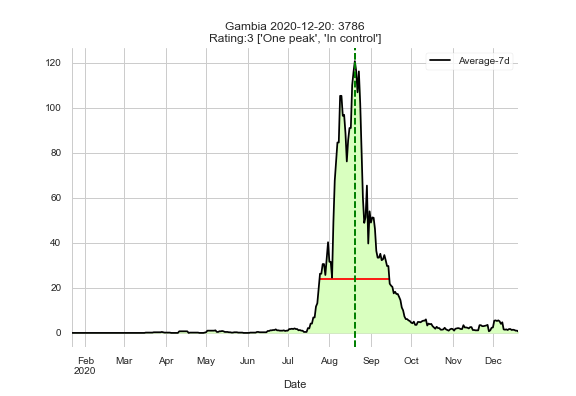 Gambia 2020-12-20: 3786
Rating:3 ['One peak', 'In control']
Average-7d
120
100
80
60
40
20
0
Feb Mar Apr May Jun Jul Aug Sep Oct Nov Dec
2020
Date